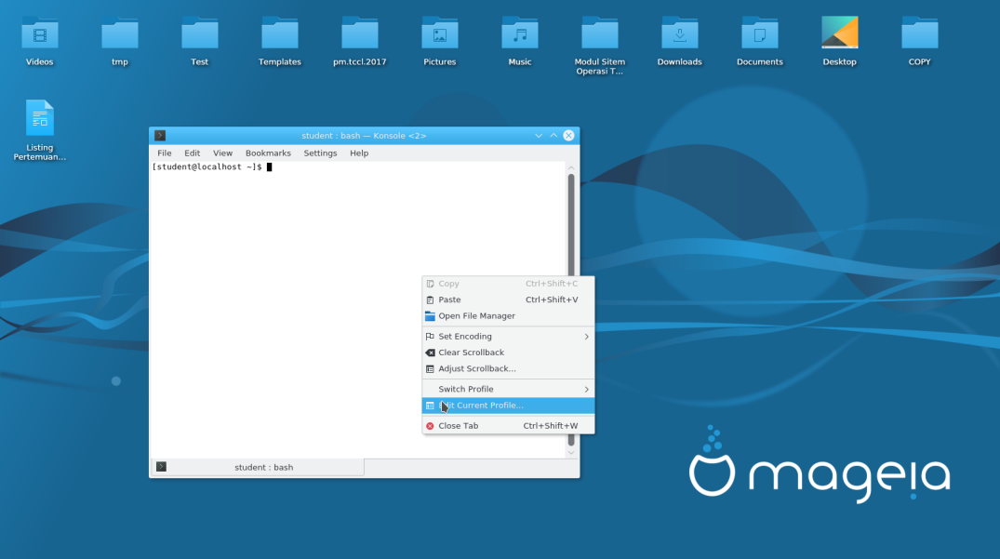 Videos
tmp
Test
Templates
pm.tccl.2017
Pictures
Music
Modul Sitem
Operasi T...
Downloads
Documents
Desktop
COPY
Listing
Pertemuan...
student : bash — Konsole <2>
File Edit View Bookmarks Settings Help
[student@localhost ~]$
Copy Ctrl+Shift+C
Paste Ctrl+Shift+V
Open File Manager
Set Encoding
Clear Scrollback
Adjust Scrollback...
Switch Profile
Edit Current Profile...
Close Tab Ctrl+Shift+W
student : bash
mageia